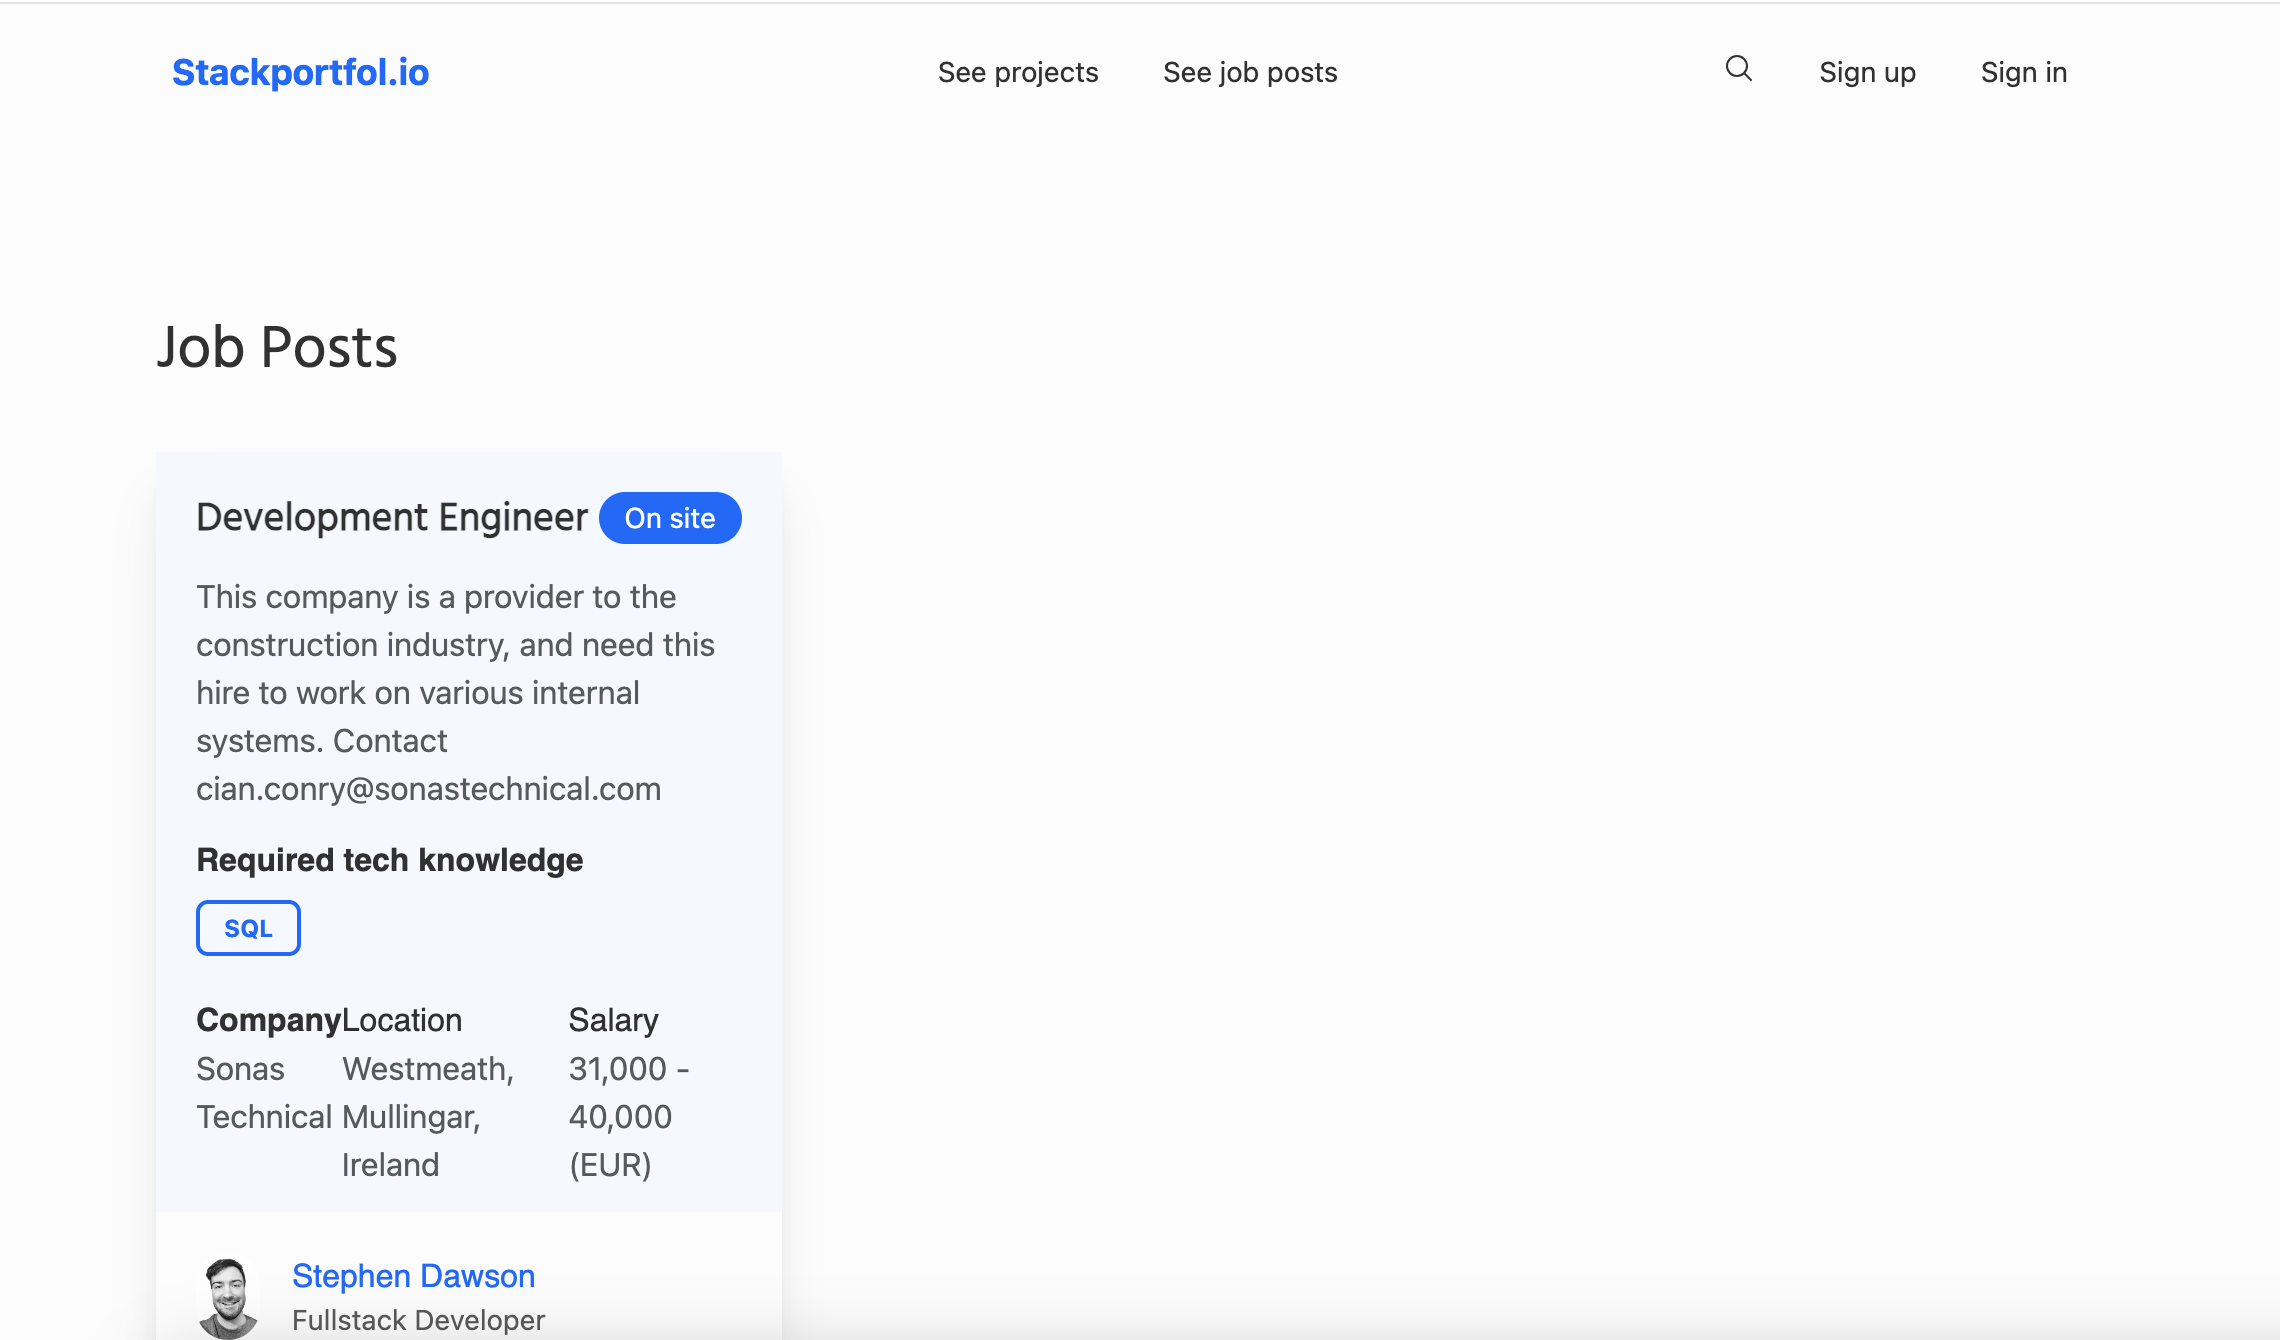 Stackportfol.io
See projects
See job posts
Sign up
Sign in
Job Posts
Development Engineer
On site
This company is a provider to the
construction industry, and need this
hire to work on various internal
systems. Contact
cian.conry@sonastechnical.com
Required tech knowledge
SQL
Company
Sonas
Technical
Location
Westmeath,
Mullingar,
Ireland
Salary
31,000 -
40,000
(EUR)
Stephen Dawson
Fullstack Developer